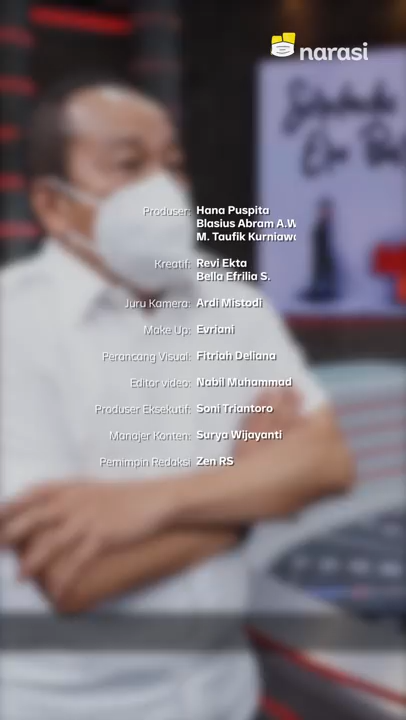 narasi
Produser: Hana Puspita
Blasius Abram A.W
M. Taufik Kurniawa
Kreatif: Revi Ekta
Bella Efrilia S.
Juru Kamera: Ardi Mistodi
Make Up: Evriani
Perancang Visual: Fitriah Deliana
Editor video: Nabil Muhammad
Produser Eksekutif: Soni Triantoro
Manajer Konten: Surya Wijayanti
Pemimpin Redaksi Zen RS